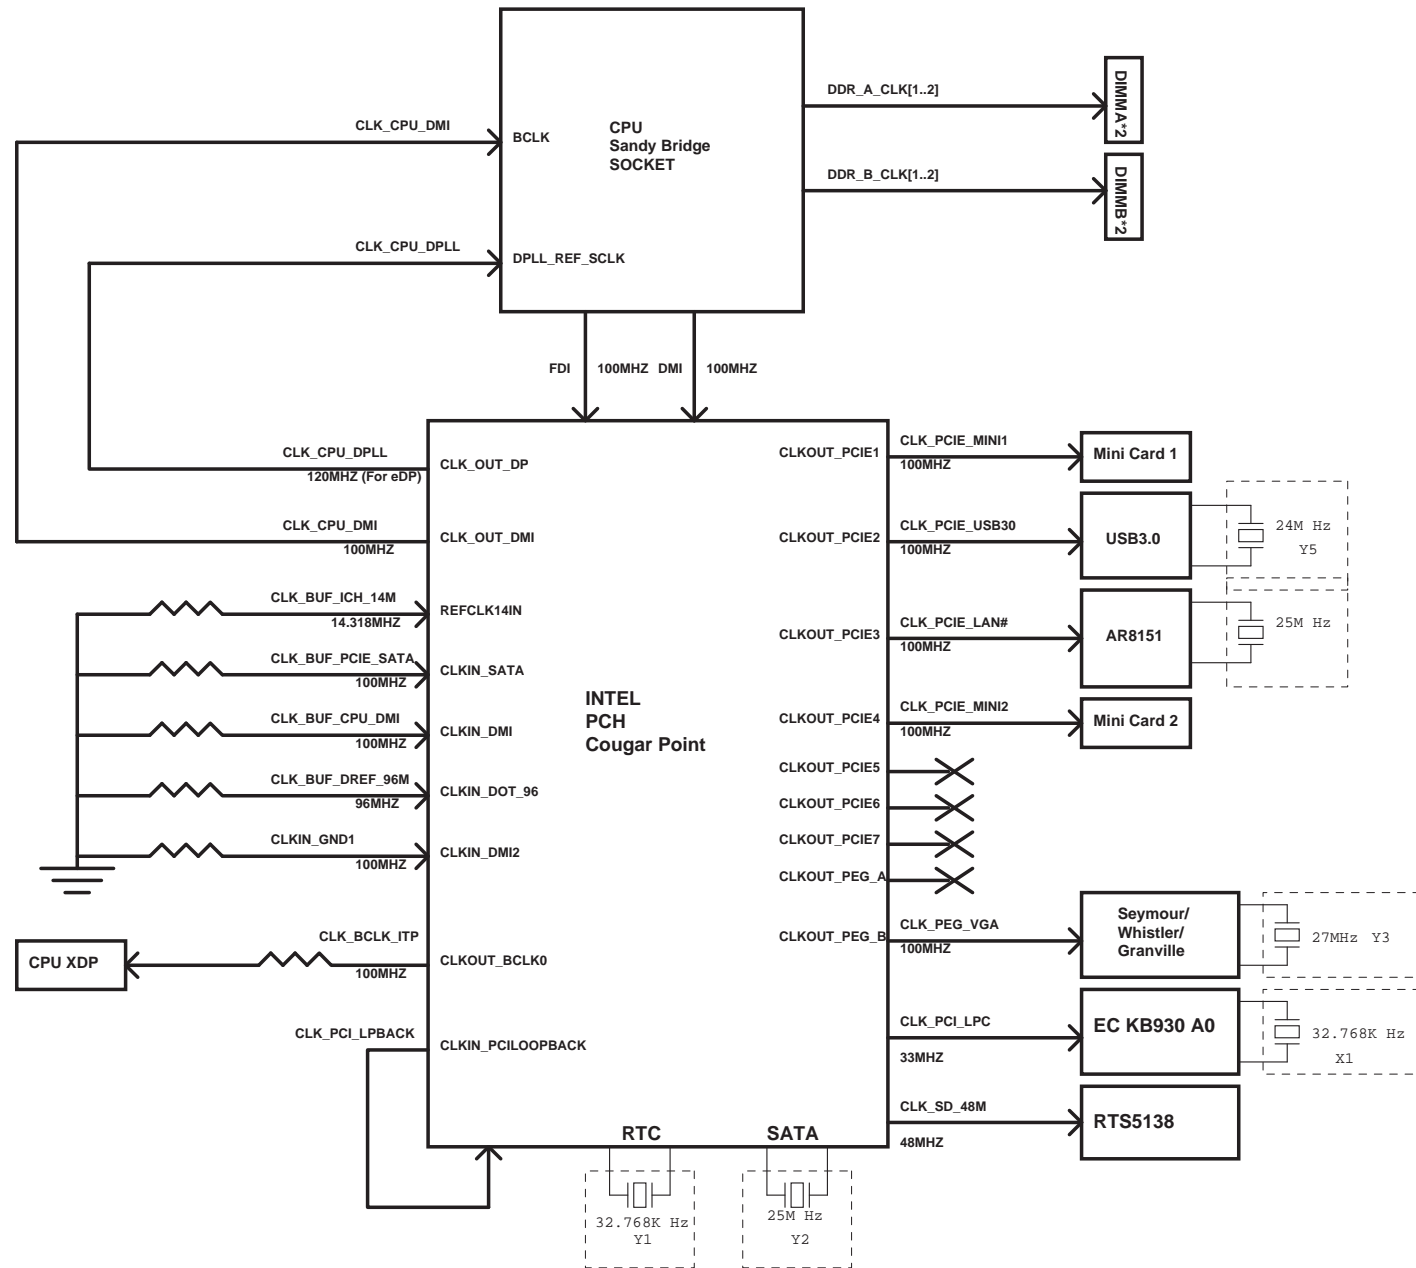 DDR_A_CLK[1..2]
DIMMA*2
CLK_CPU_DMI
BCLK
CPU
Sandy Bridge
SOCKET
DDR_B_CLK[1..2]
DIMMB*2
CLK_CPU_DPLL
DPLL_REF_SCLK
FDI
100MHZ
DMI
100MHZ
CLK_CPU_DPLL
120MHZ (For eDP)
CLK_OUT_DP
CLK_CPU_DMI
100MHZ
CLK_OUT_DMI
CLK_BUF_ICH_14M
14.318MHZ
REFCLK14IN
CLK_BUF_PCIE_SATA
100MHZ
CLKIN_SATA
CLK_BUF_CPU_DMI
100MHZ
CLKIN_DMI
CLK_BUF_DREF_96M
96MHZ
CLKIN_DOT_96
CLKIN_GND1
100MHZ
CLKIN_DMI2
CPU XDP
CLK_BCLK_ITP
100MHZ
CLKOUT_BCLK0
CLK_PCI_LPBACK
CLKIN_PCILOOPBACK
INTEL
PCH
Cougar Point
CLKOUT_PCIE1
CLK_PCIE_MINI1
100MHZ
Mini Card 1
CLKOUT_PCIE2
CLK_PCIE_USB30
100MHZ
USB3.0
24M Hz
Y5
CLKOUT_PCIE3
CLK_PCIE_LAN#
100MHZ
AR8151
25M Hz
CLKOUT_PCIE4
CLK_PCIE_MINI2
100MHZ
Mini Card 2
CLKOUT_PCIE5
CLKOUT_PCIE6
CLKOUT_PCIE7
CLKOUT_PEG_A
CLKOUT_PEG_B
CLK_PEG_VGA
100MHZ
Seymour/
Whistler/
Granville
27MHz Y3
CLK_PCI_LPC
33MHZ
EC KB930 A0
32.768K Hz
X1
CLK_SD_48M
48MHZ
RTS5138
RTC
SATA
32.768K Hz
Y1
25M Hz
Y2